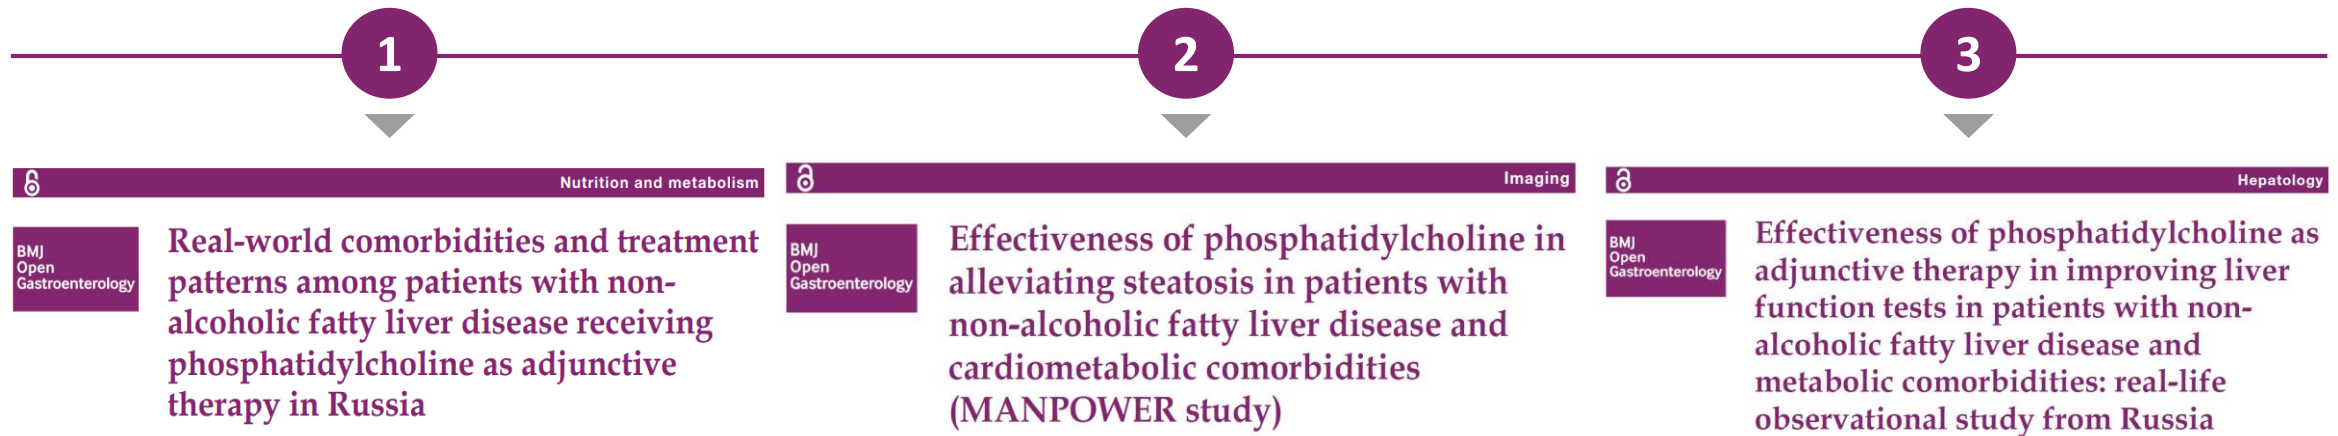 1
2
3
Nutrition and metabolism
BMJ
Open
Gastroenterology
Real-world comorbidities and treatment
patterns among patients with non-
alcoholic fatty liver disease receiving
phosphatidylcholine as adjunctive
therapy in Russia
Imaging
BMJ
Open
Gastroenterology
Effectiveness of phosphatidylcholine in
alleviating steatosis in patients with
non-alcoholic fatty liver disease and
cardiometabolic comorbidities
(MANPOWER study)
Hepatology
BMJ
Open
Gastroenterology
Effectiveness of phosphatidylcholine as
adjunctive therapy in improving liver
function tests in patients with non-
alcoholic fatty liver disease and
metabolic comorbidities: real-life
observational study from Russia